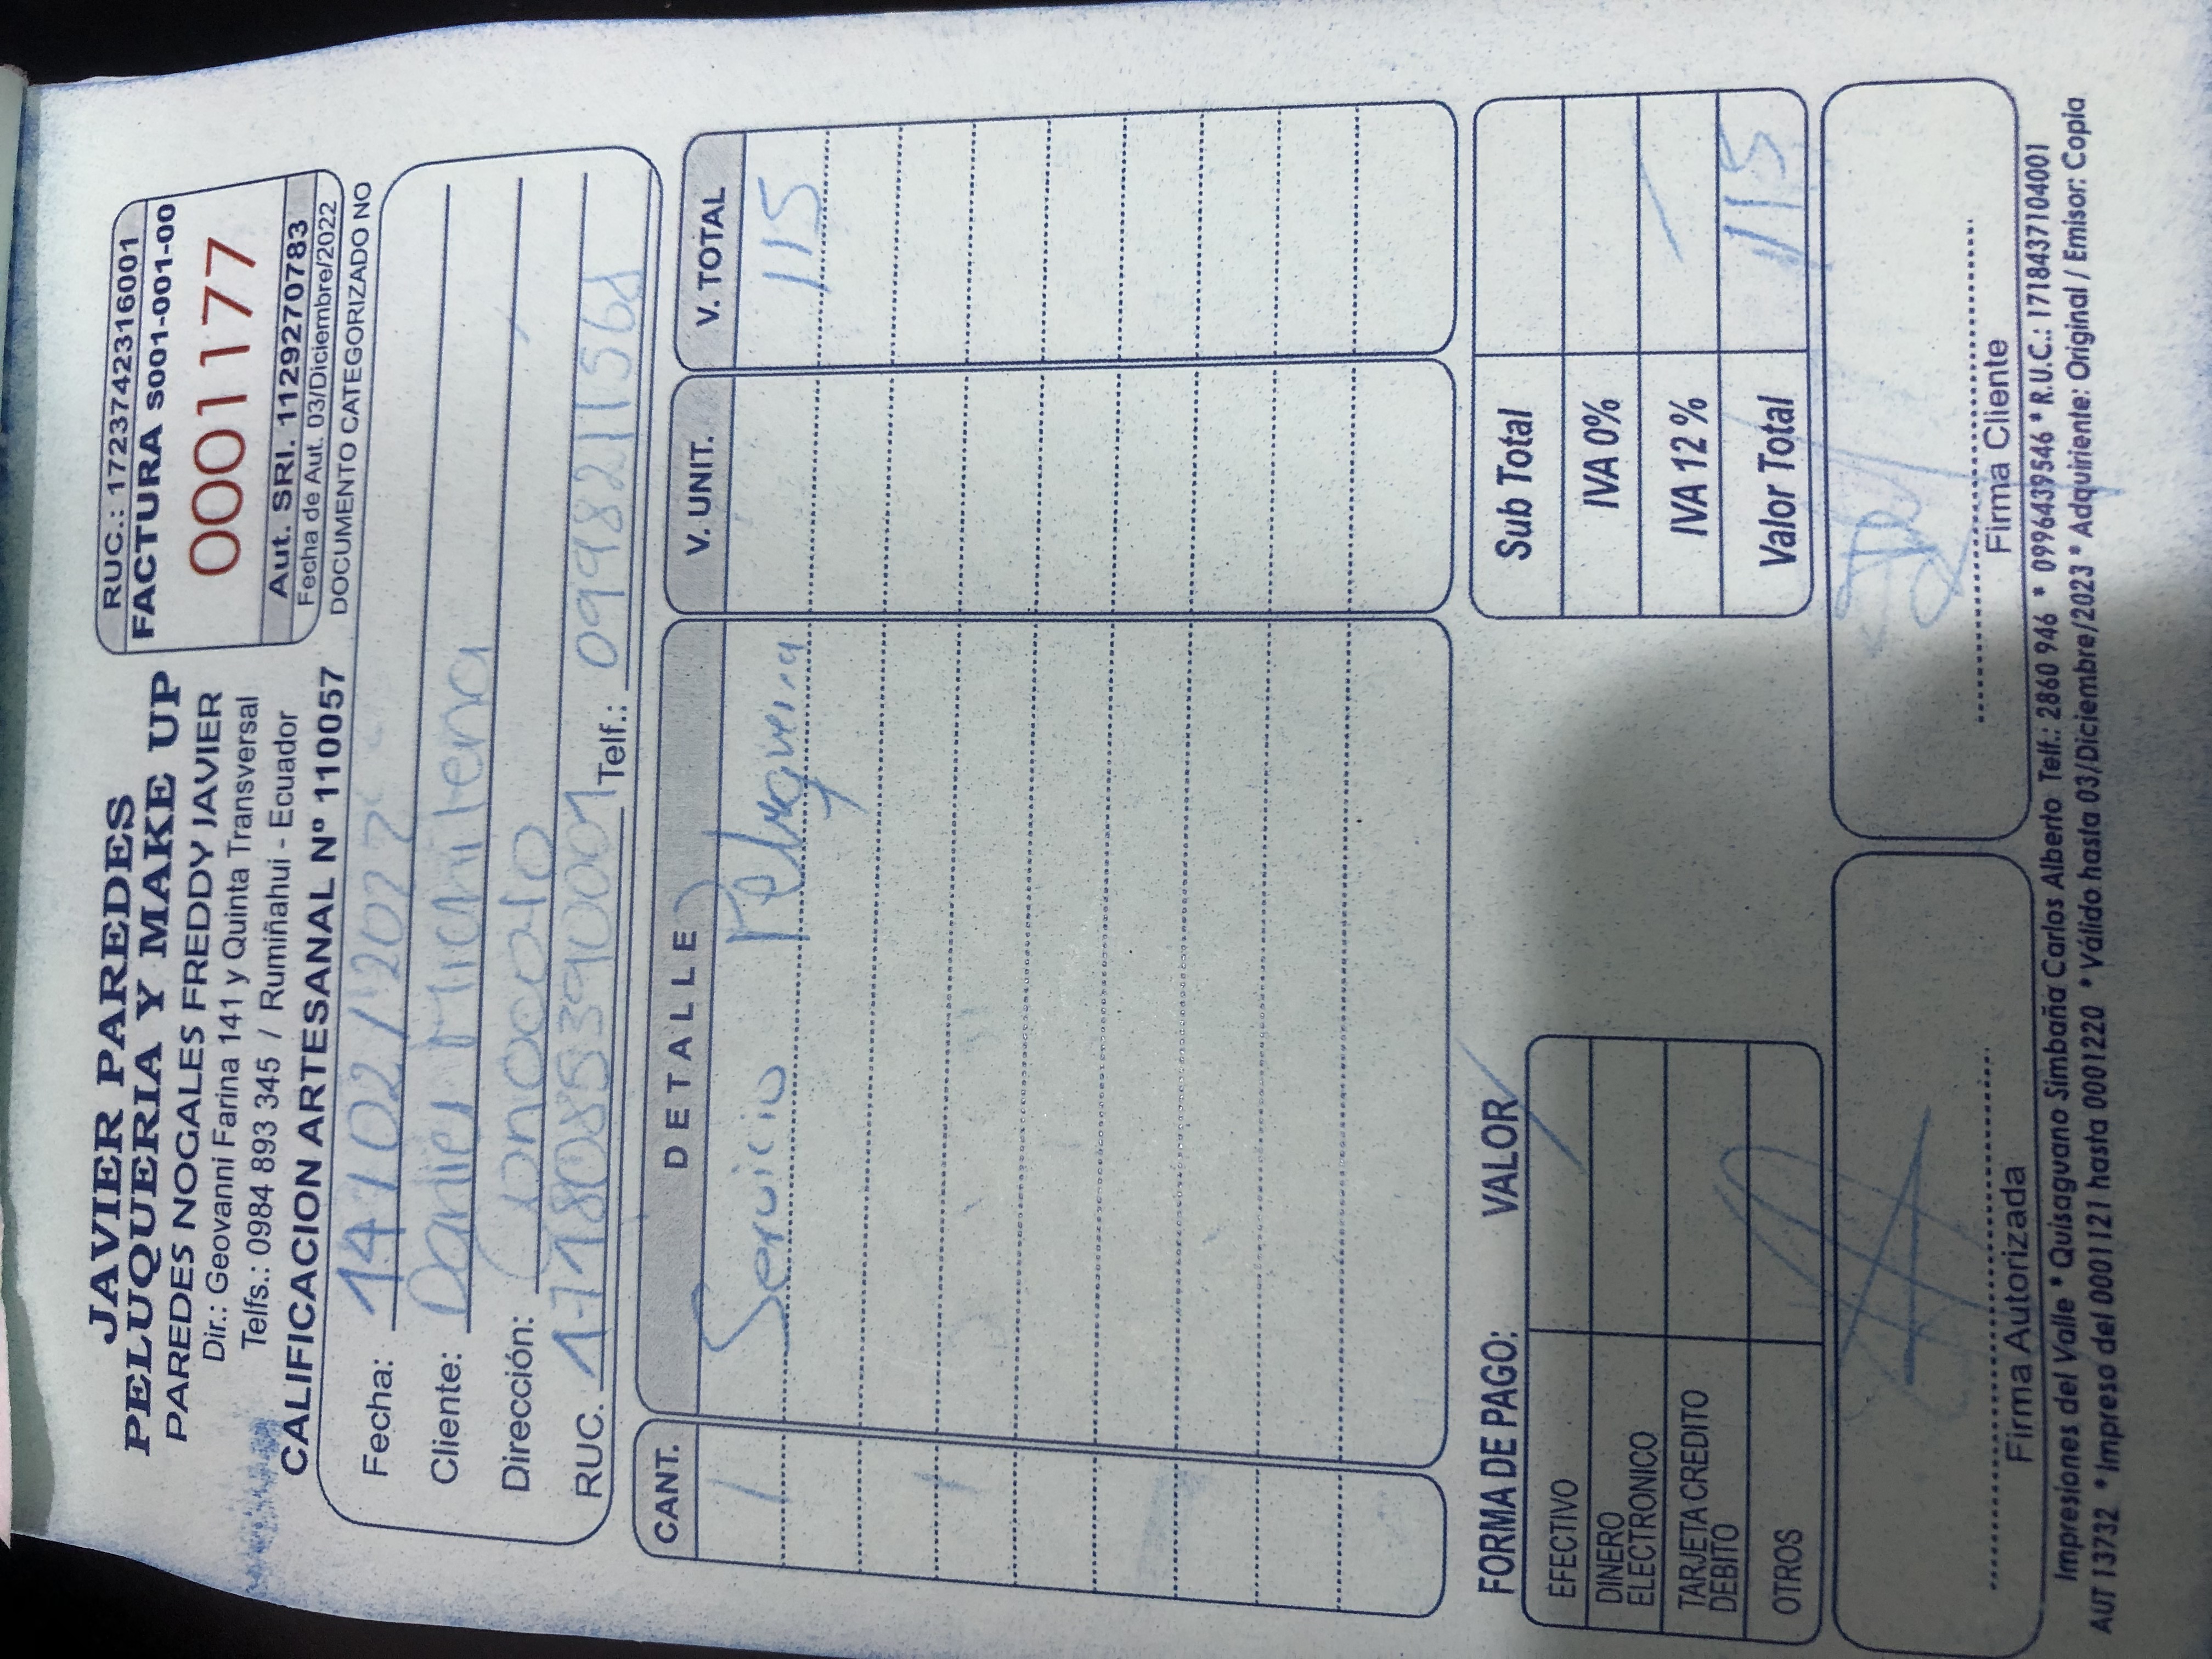 JAVIER PAREDES
PELUQUERIA Y MAKE UP
PAREDES NOGALES FREDDY JAVIER
Dir.: Geovanni Farina 141 y Quinta Transversal
Telfs.: 0984 893 345 / Rumiñahui - Ecuador
CALIFICACION ARTESANAL Nº 110057
RUC.: 1723742316001
FACTURA S001-001-00
0001177
Aut. SRI. 1129270783
Fecha de Aut. 03/Diciembre/2022
DOCUMENTO CATEGORIZADO NO
Fecha: 14/02/2022
Cliente: Daniel Michilena
Dirección: Conocoto
RUC. 1718085390001 Telf.: 0998211568
CANT. DETALLE V. UNIT. V. TOTAL
1 Servicio Peluqueria 115
FORMA DE PAGO: VALOR
EFECTIVO
DINERO
ELECTRONICO
TARJETA CREDITO
DEBITO
OTROS
Sub Total
IVA 0%
IVA 12 %
Valor Total 115
Firma Autorizada
Firma Cliente
Impresiones del Valle * Quisaguano Simbaña Carlos Alberto Telf.: 2860 946 * 0996439546 * R.U.C.: 1718437104001
AUT 13732 * Impreso del 0001121 hasta 0001220 * Válido hasta 03/Diciembre/2023 * Adquiriente: Original / Emisor: Copia